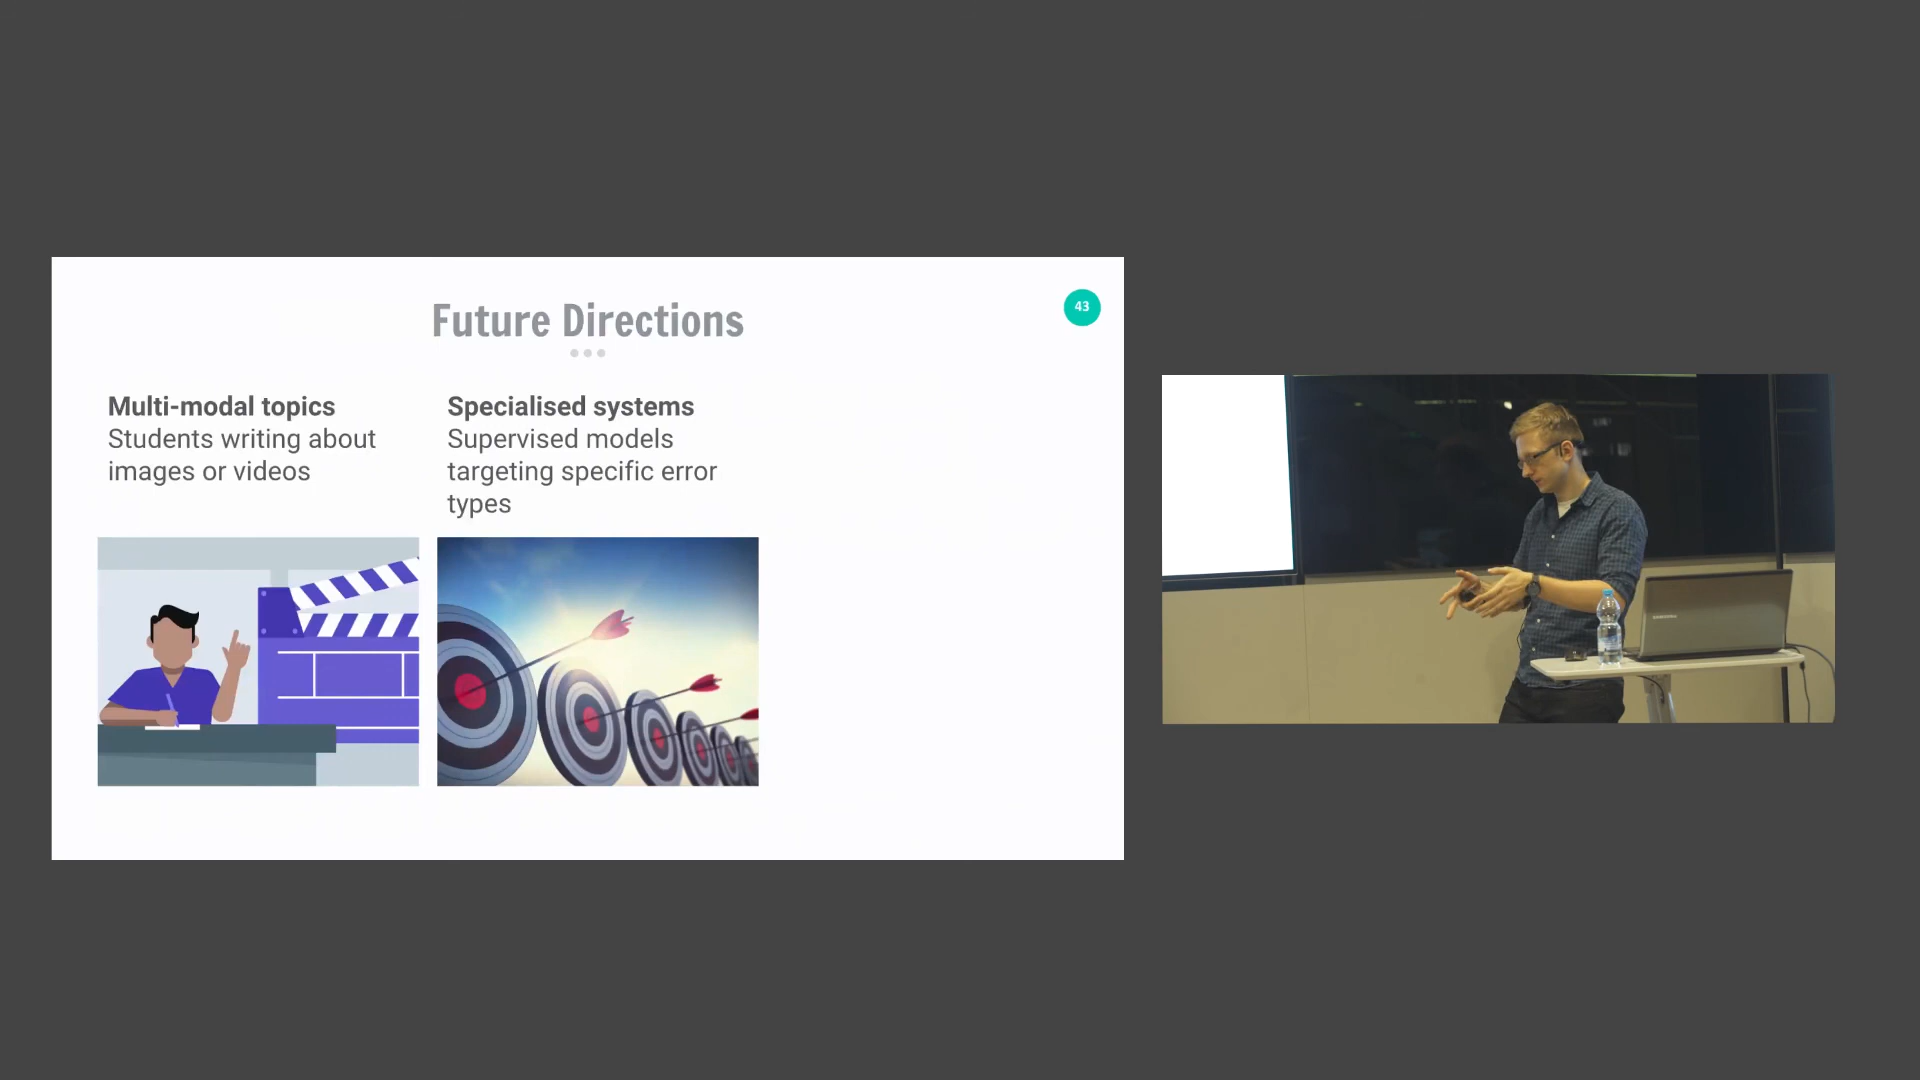 Future Directions
43
Multi-modal topics
Students writing about
images or videos
Specialised systems
Supervised models
targeting specific error
types
SAMSUNG